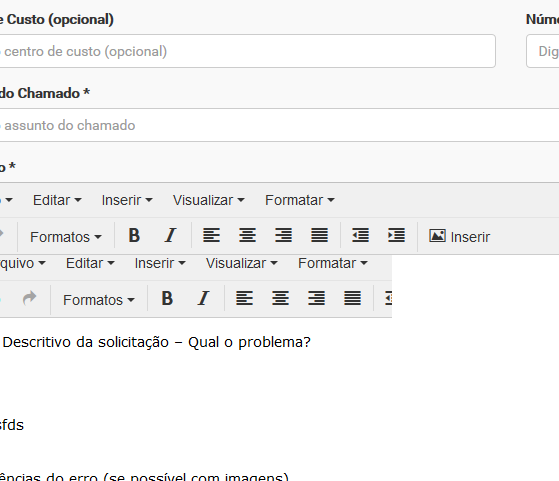 e Custo (opcional) Núme
centro de custo (opcional) Dig
do Chamado *
assunto do chamado
o *
Editar Inserir Visualizar Formatar
Formatos B I Inserir
quivo Editar Inserir Visualizar Formatar
Formatos B I
Descritivo da solicitação – Qual o problema?
sfds
ências do erro (se possível com imagens)